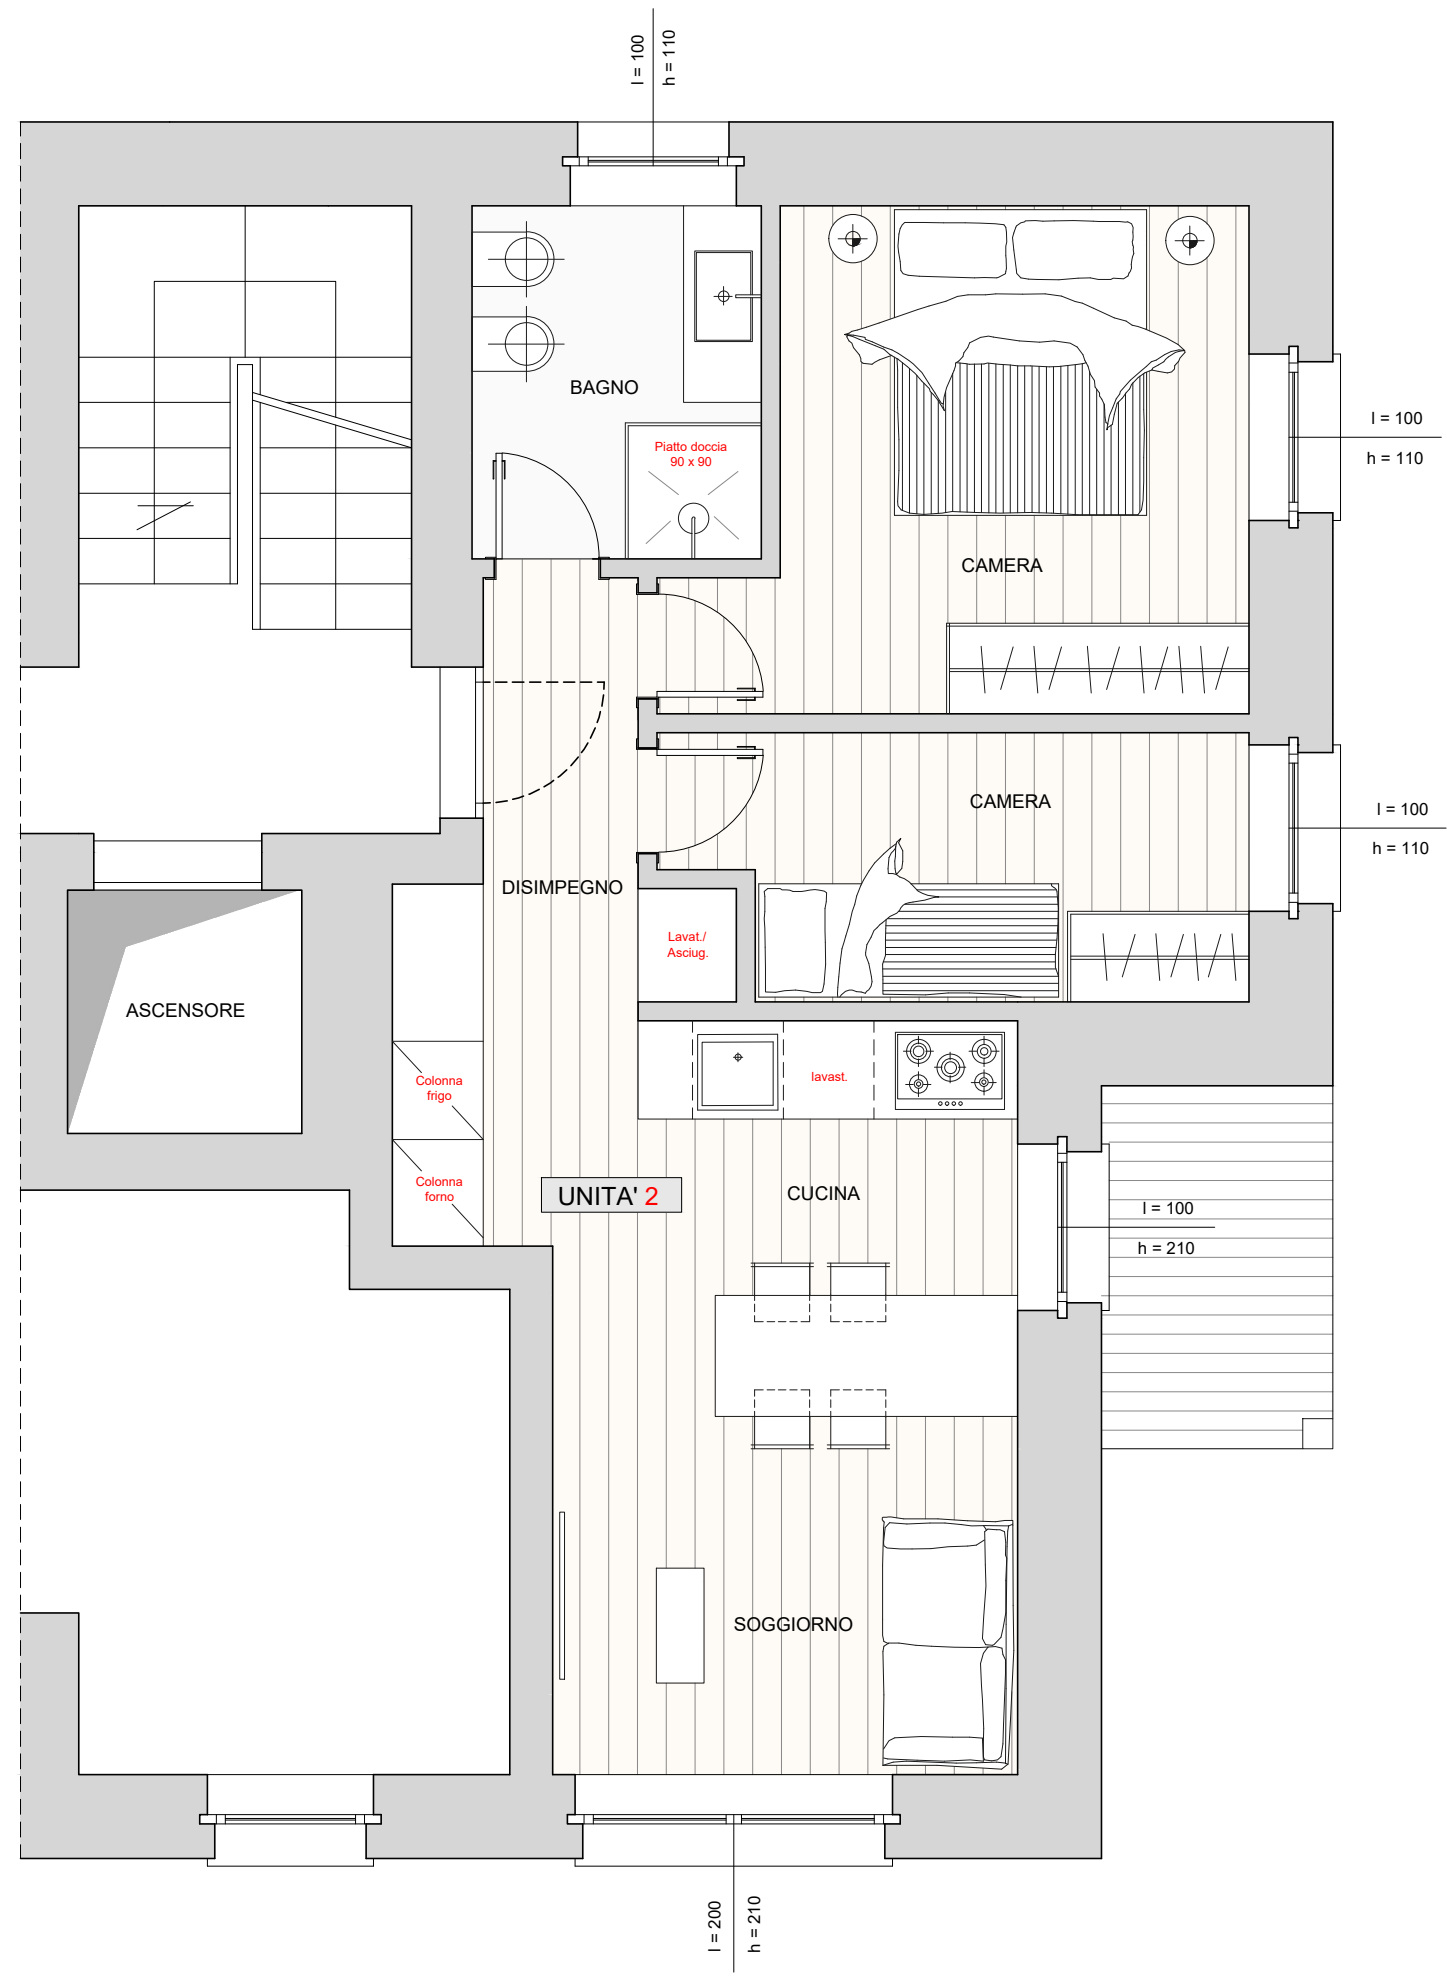 l = 100
h = 110
BAGNO
Piatto doccia
90 x 90
l = 100
h = 110
CAMERA
CAMERA
l = 100
h = 110
DISIMPEGNO
Lavat./
Asciug.
ASCENSORE
Colonna
frigo
lavast.
Colonna
forno
UNITA' 2
CUCINA
l = 100
h = 210
SOGGIORNO
l = 200
h = 210